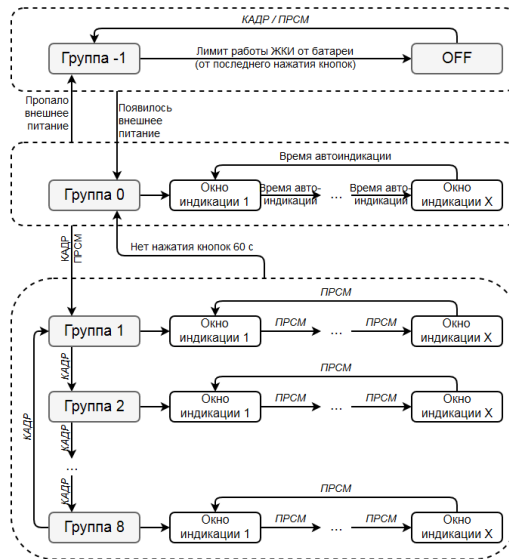 КАДР / ПРСМ
Группа -1
Лимит работы ЖКИ от батареи
(от последнего нажатия кнопок)
OFF
Пропало
внешнее
питание
Появилось
внешнее
питание
Время автоиндикации
Группа 0
Окно
индикации 1
Время авто-
индикации
...
Время авто-
индикации
Окно
индикации X
КАДР
ПРСМ
Нет нажатия кнопок 60 с
ПРСМ
Группа 1
Окно
индикации 1
ПРСМ
...
ПРСМ
Окно
индикации X
КАДР
ПРСМ
Группа 2
Окно
индикации 1
ПРСМ
...
ПРСМ
Окно
индикации X
КАДР
КАДР
...
КАДР
ПРСМ
Группа 8
Окно
индикации 1
ПРСМ
...
ПРСМ
Окно
индикации X